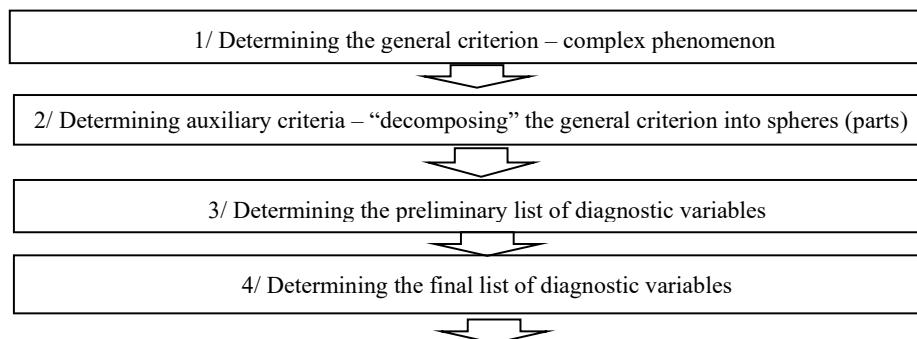 1/ Determining the general criterion – complex phenomenon
2/ Determining auxiliary criteria – “decomposing” the general criterion into spheres (parts)
3/ Determining the preliminary list of diagnostic variables
4/ Determining the final list of diagnostic variables